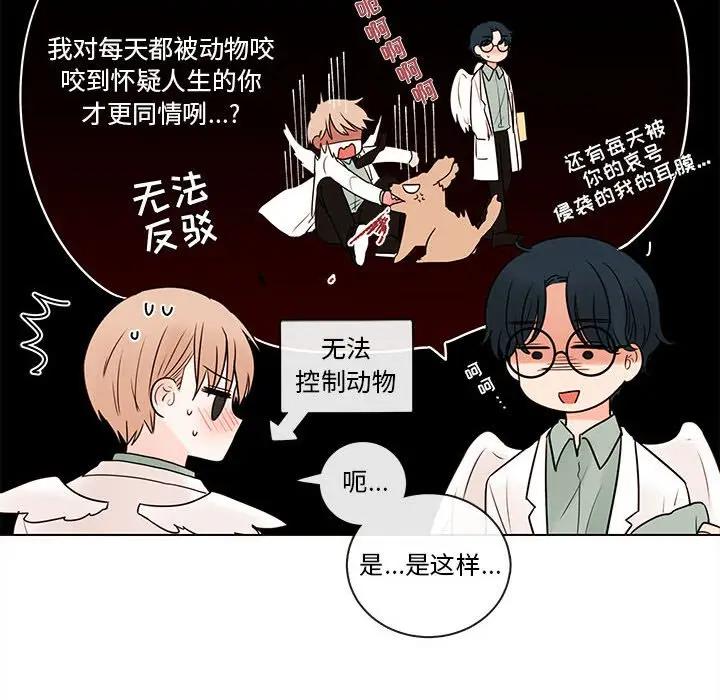 我对每天都被动物咬
咬到怀疑人生的你
才更同情咧...?
呃
啊
啊
啊
啊
还有每天被
你的哀号
侵袭的我的耳膜...
无法
反驳
无法
控制动物
呵
呵...
呃...
是...是这样...